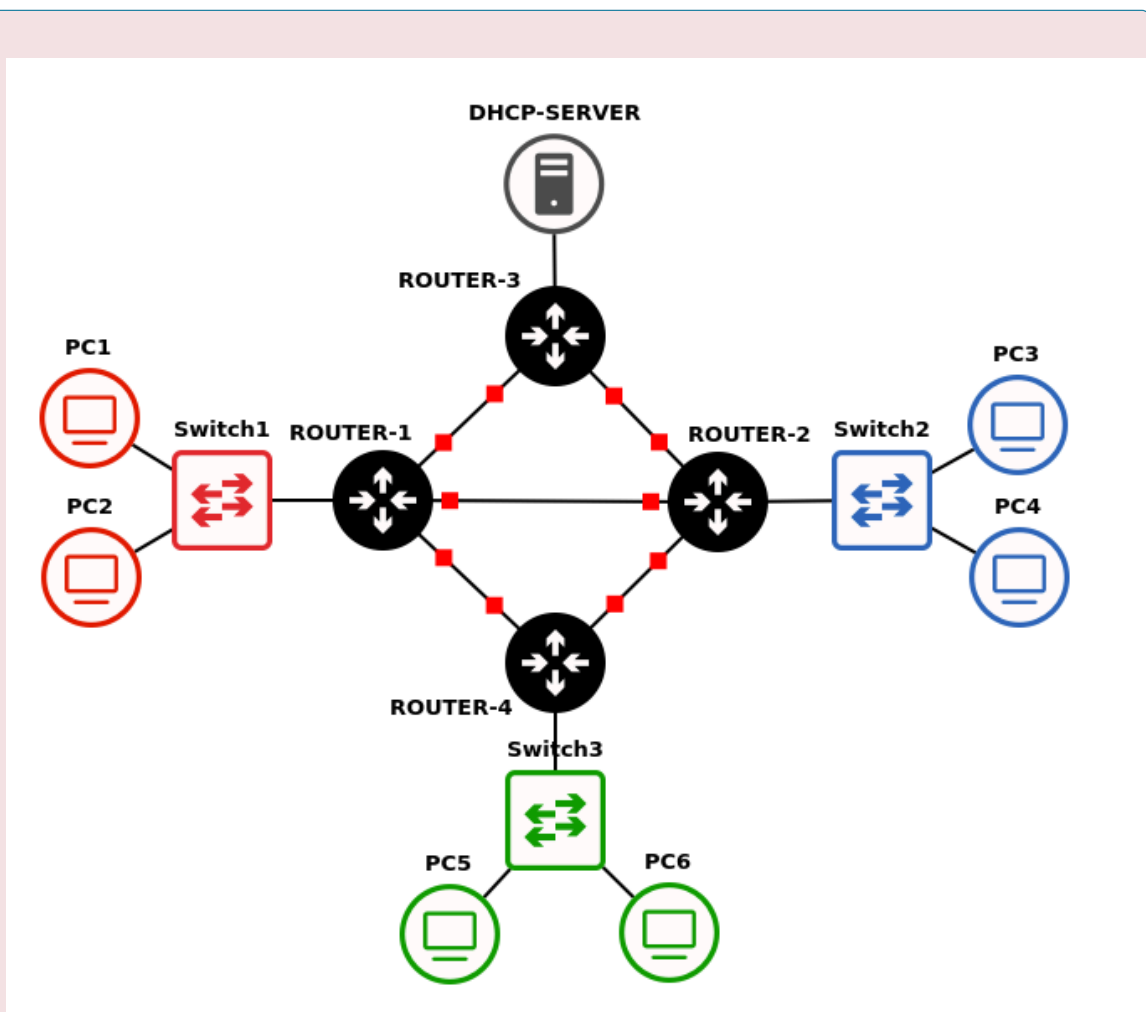 DHCP-SERVER
ROUTER-3
PC1
PC3
Switch1
ROUTER-1
ROUTER-2
Switch2
PC2
PC4
ROUTER-4
Switch3
PC5
PC6